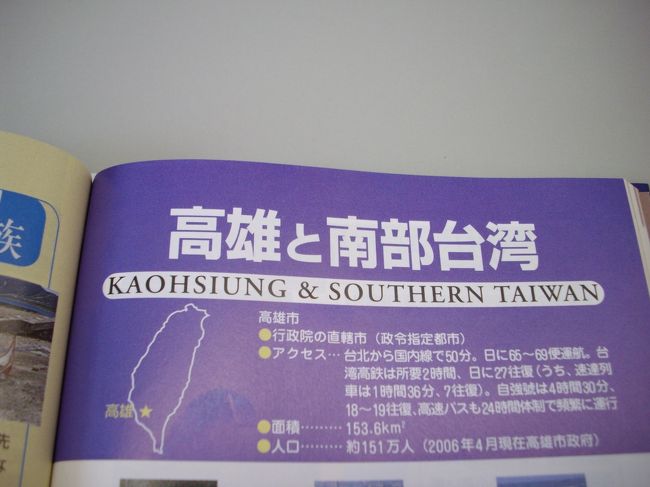 族
先
な
高雄と南部台湾
KAOHSIUNG & SOUTHERN TAIWAN
高雄市
●行政院の直轄市（政令指定都市）
●アクセス…台北から国内線で50分。日に66〜69便運航。台
湾高鉄は所要2時間、日に27往復（うち、速達列
車は1時間36分、7往復）。自強號は4時間30分、
18〜19往復、高速バスも24時間体制で頻繁に運行
●面積………153.6km²
●人口………約151万人（2006年4月現在高雄市政府）
高雄★